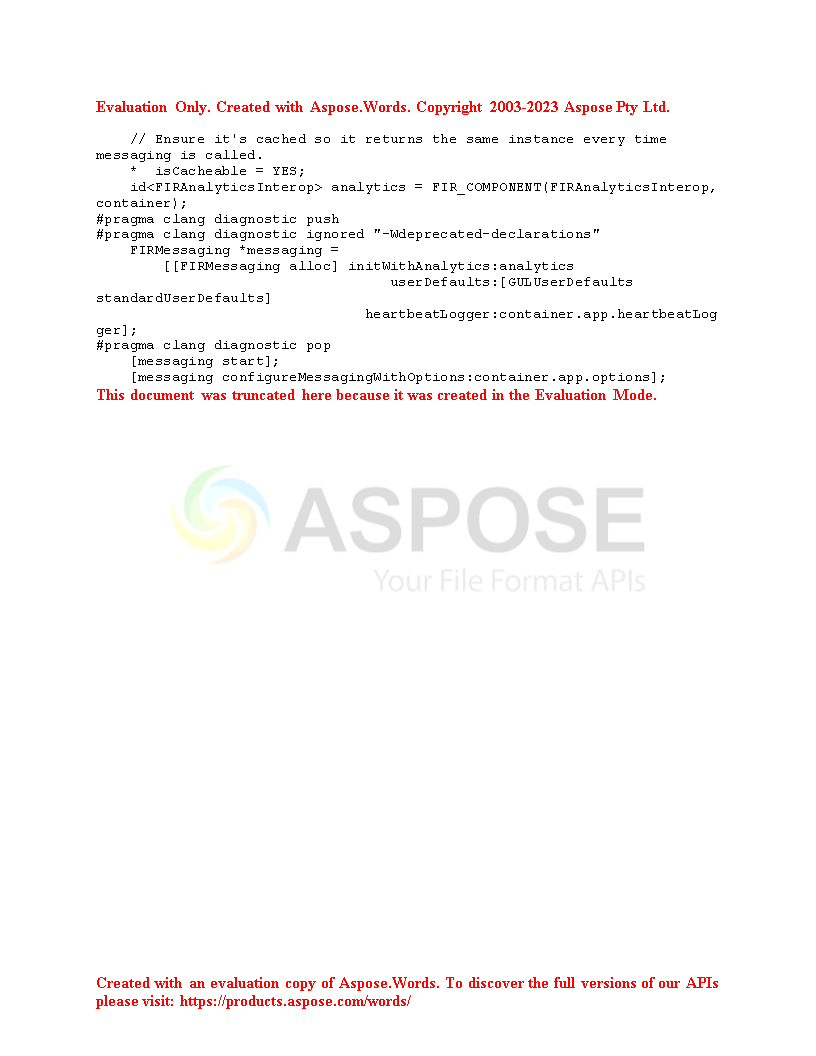 Evaluation Only. Created with Aspose.Words. Copyright 2003-2023 Aspose Pty Ltd.
    // Ensure it's cached so it returns the same instance every time
messaging is called.
    *  isCacheable = YES;
    id<FIRAnalyticsInterop> analytics = FIR_COMPONENT(FIRAnalyticsInterop,
container);
#pragma clang diagnostic push
#pragma clang diagnostic ignored "-Wdeprecated-declarations"
    FIRMessaging *messaging =
        [[FIRMessaging alloc] initWithAnalytics:analytics
                                   userDefaults:[GULUserDefaults
standardUserDefaults]
                                heartbeatLogger:container.app.heartbeatLog
ger];
#pragma clang diagnostic pop
    [messaging start];
    [messaging configureMessagingWithOptions:container.app.options];
This document was truncated here because it was created in the Evaluation Mode.
ASPOSE
Your File Format APIs
Created with an evaluation copy of Aspose.Words. To discover the full versions of our APIs
please visit: https://products.aspose.com/words/